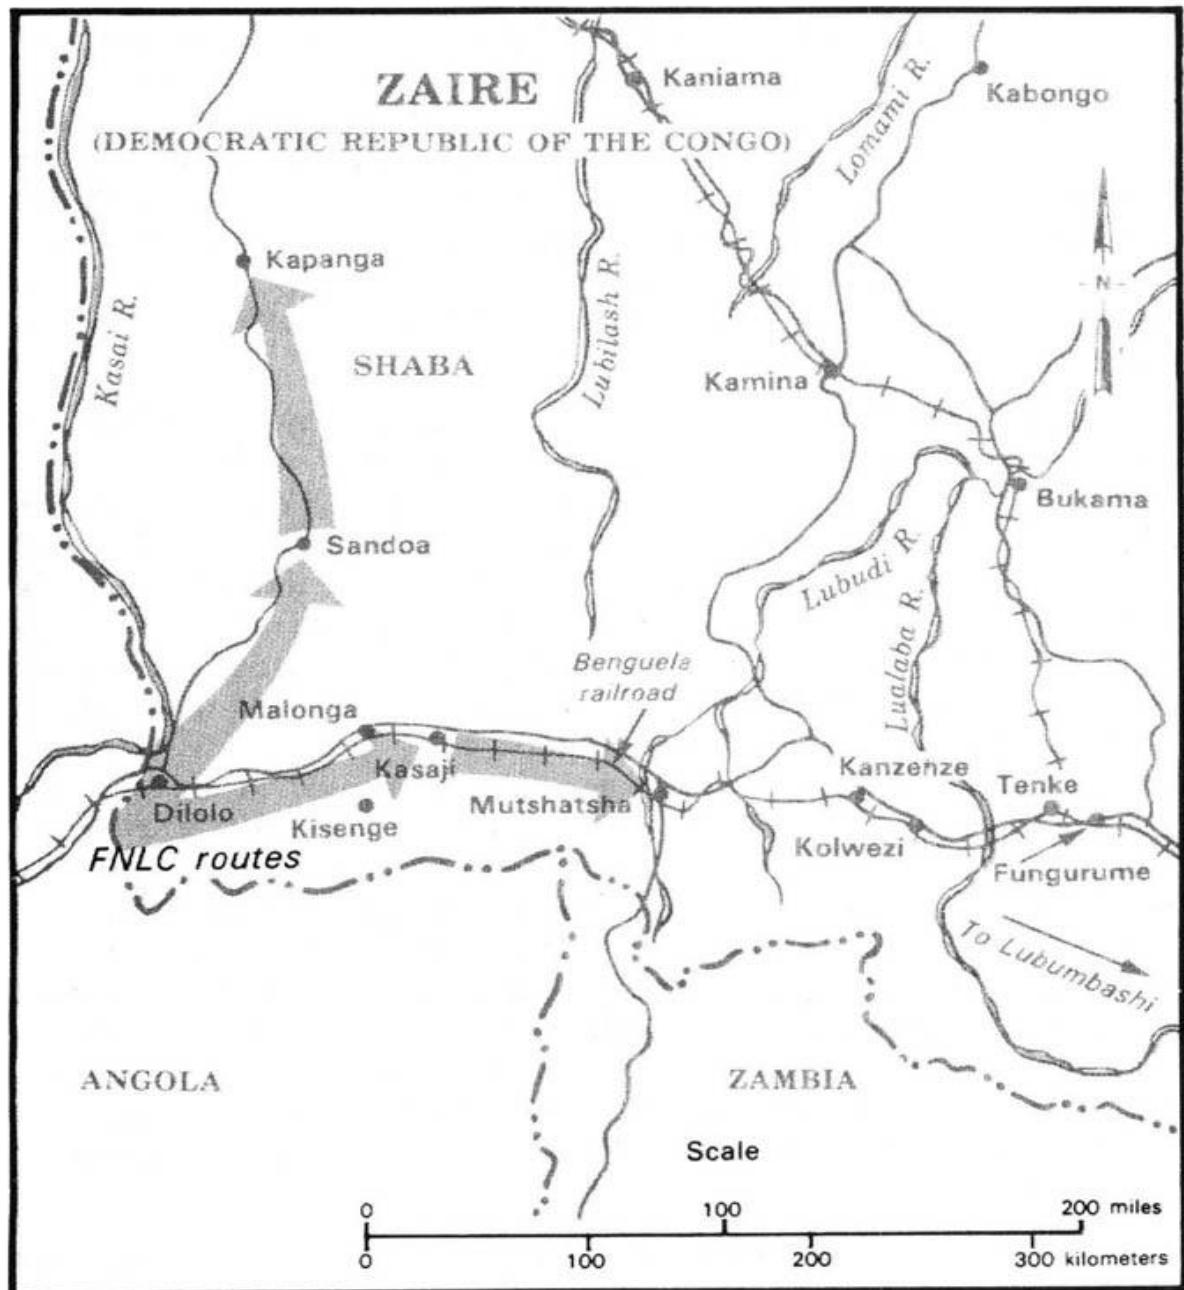 ZAIRE
(DEMOCRATIC REPUBLIC OF THE CONGO)
Kaniama
Kabongo
Lomami R.
Kapanga
Kasai R.
Lubilash R.
N
SHABA
Kamina
Bukama
Sandoa
Lubudi R.
Lualaba R.
Benguela
railroad
Malonga
Kasaji
Kanzenze
Tenke
Dilolo
Kisenge
Mutshatsha
Kolwezi
Fungurume
FNLC routes
To Lubumbashi
ANGOLA
ZAMBIA
Scale
0 100 200 miles
0 100 200 300 kilometers